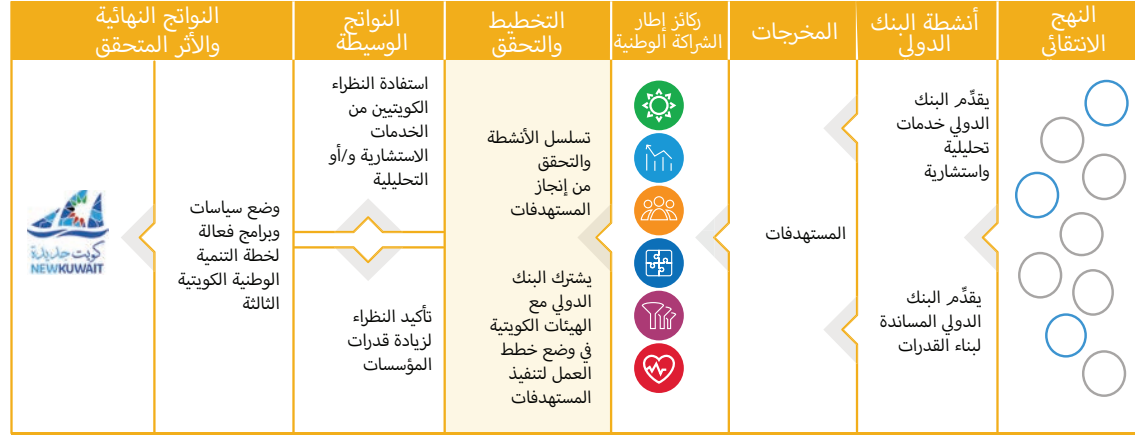 النهج
الانتقائي
أنشطة البنك
الدولي
المخرجات
ركائز إطار
الشراكة الوطنية
التخطيط
والتحقق
النواتج
الوسيطة
النواتج النهائية
والأثر المتحقق
يقدِّم البنك
الدولي خدمات
تحليلية
واستشارية
يقدِّم البنك
الدولي المساندة
لبناء القدرات
المستهدفات
تسلسل الأنشطة
والتحقق
من إنجاز
المستهدفات
يشترك البنك
الدولي مع
الهيئات الكويتية
في وضع خطط
العمل لتنفيذ
المستهدفات
استفادة النظراء
الكويتيين من
الخدمات
الاستشارية و/أو
التحليلية
تأكيد النظراء
لزيادة قدرات
المؤسسات
وضع سياسات
وبرامج فعالة
لخطة التنمية
الوطنية الكويتية
الثالثة
كويت جديدة
NEWKUWAIT